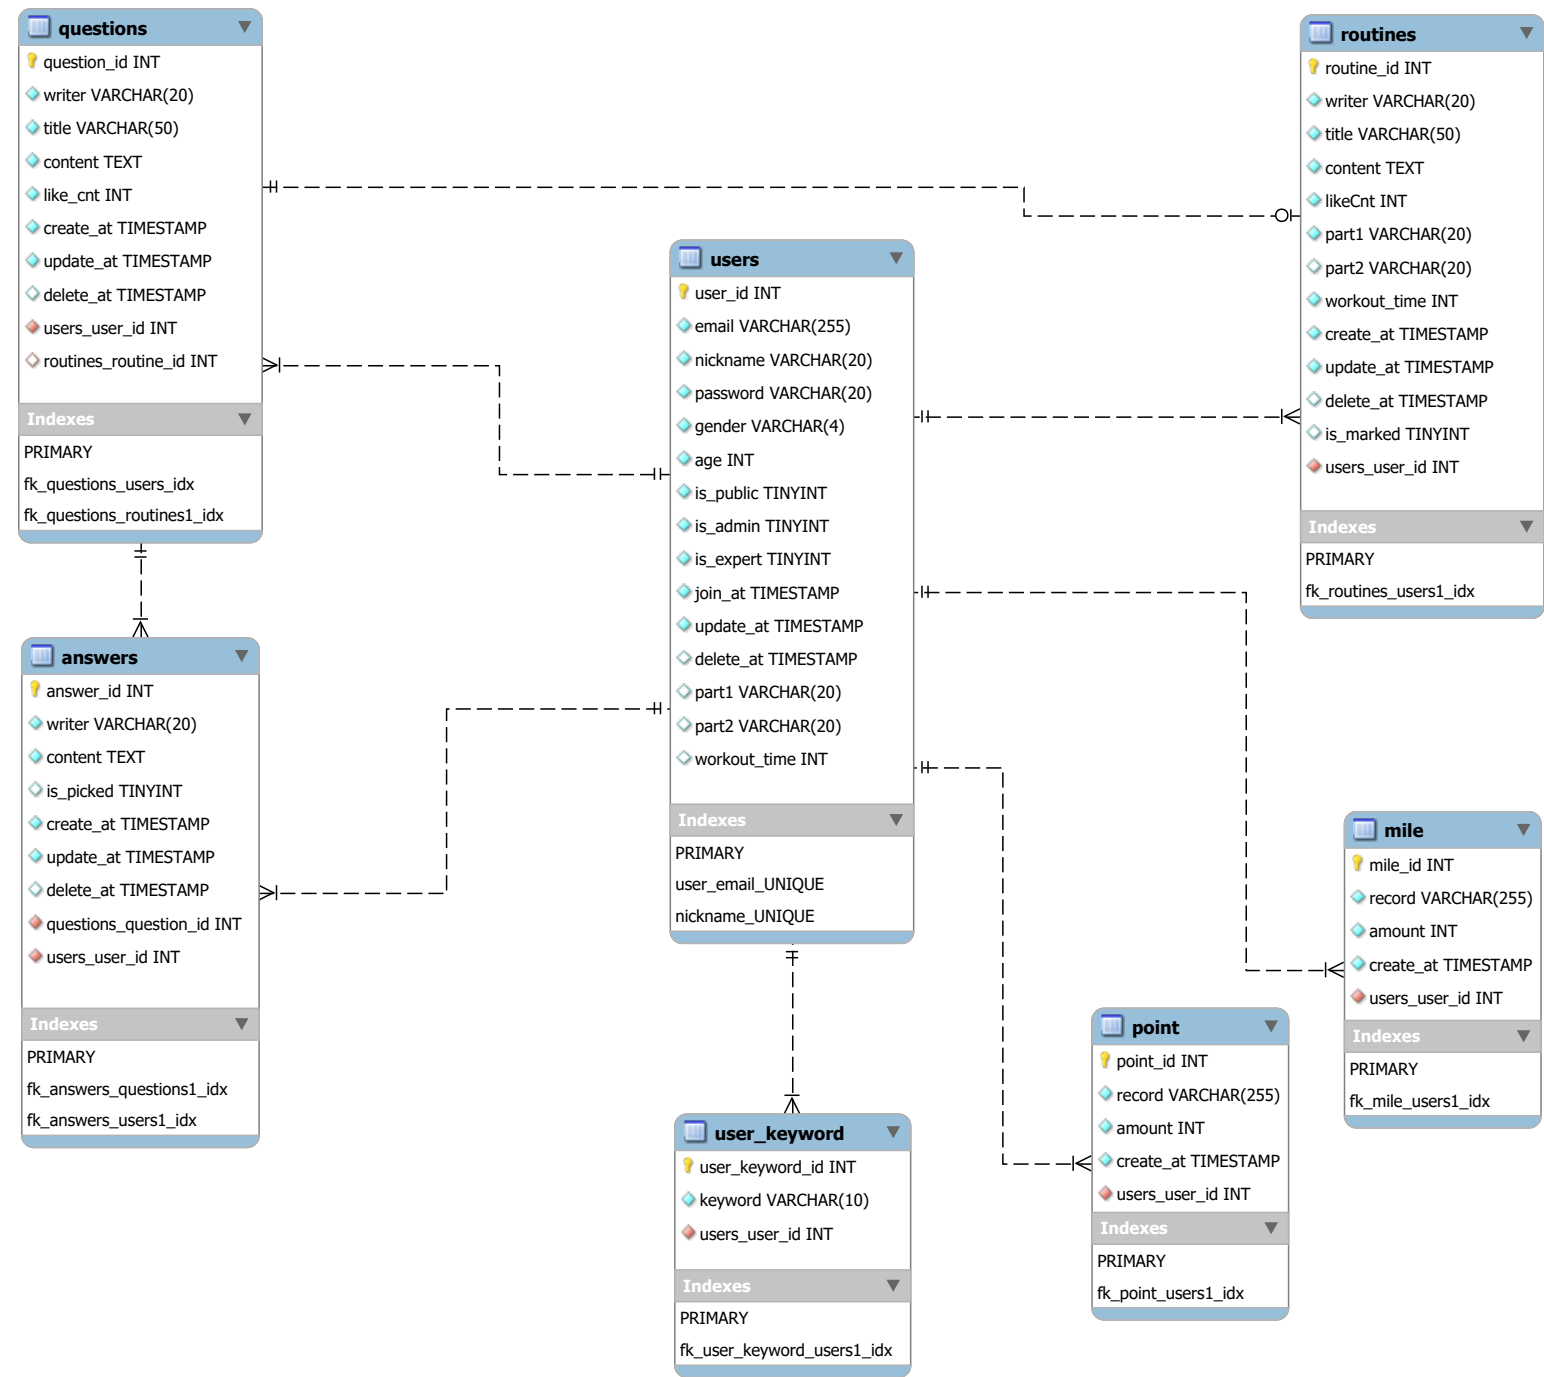 questions
question_id INT
writer VARCHAR(20)
title VARCHAR(50)
content TEXT
like_cnt INT
create_at TIMESTAMP
update_at TIMESTAMP
delete_at TIMESTAMP
users_user_id INT
routines_routine_id INT
Indexes
PRIMARY
fk_questions_users_idx
fk_questions_routines1_idx
answers
answer_id INT
writer VARCHAR(20)
content TEXT
is_picked TINYINT
create_at TIMESTAMP
update_at TIMESTAMP
delete_at TIMESTAMP
questions_question_id INT
users_user_id INT
Indexes
PRIMARY
fk_answers_questions1_idx
fk_answers_users1_idx
users
user_id INT
email VARCHAR(255)
nickname VARCHAR(20)
password VARCHAR(20)
gender VARCHAR(4)
age INT
is_public TINYINT
is_admin TINYINT
is_expert TINYINT
join_at TIMESTAMP
update_at TIMESTAMP
delete_at TIMESTAMP
part1 VARCHAR(20)
part2 VARCHAR(20)
workout_time INT
Indexes
PRIMARY
user_email_UNIQUE
nickname_UNIQUE
user_keyword
user_keyword_id INT
keyword VARCHAR(10)
users_user_id INT
Indexes
PRIMARY
fk_user_keyword_users1_idx
routines
routine_id INT
writer VARCHAR(20)
title VARCHAR(50)
content TEXT
likeCnt INT
part1 VARCHAR(20)
part2 VARCHAR(20)
workout_time INT
create_at TIMESTAMP
update_at TIMESTAMP
delete_at TIMESTAMP
is_marked TINYINT
users_user_id INT
Indexes
PRIMARY
fk_routines_users1_idx
mile
mile_id INT
record VARCHAR(255)
amount INT
create_at TIMESTAMP
users_user_id INT
Indexes
PRIMARY
fk_mile_users1_idx
point
point_id INT
record VARCHAR(255)
amount INT
create_at TIMESTAMP
users_user_id INT
Indexes
PRIMARY
fk_point_users1_idx